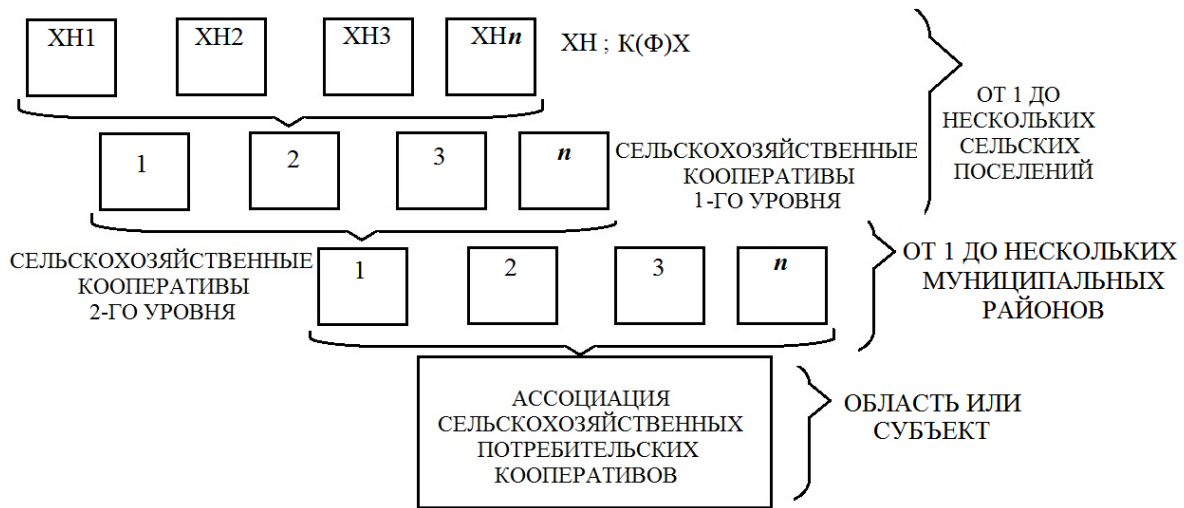 ХН1 ХН2 ХН3 ХНn ХН ; К(Ф)Х
ОТ 1 ДО
НЕСКОЛЬКИХ
СЕЛЬСКИХ
ПОСЕЛЕНИЙ
1 2 3 n
СЕЛЬСКОХОЗЯЙСТВЕННЫЕ
КООПЕРАТИВЫ
1-ГО УРОВНЯ
СЕЛЬСКОХОЗЯЙСТВЕННЫЕ
КООПЕРАТИВЫ
2-ГО УРОВНЯ
1 2 3 n
ОТ 1 ДО НЕСКОЛЬКИХ
МУНИЦИПАЛЬНЫХ
РАЙОНОВ
АССОЦИАЦИЯ
СЕЛЬСКОХОЗЯЙСТВЕННЫХ
ПОТРЕБИТЕЛЬСКИХ
КООПЕРАТИВОВ
ОБЛАСТЬ ИЛИ
СУБЪЕКТ